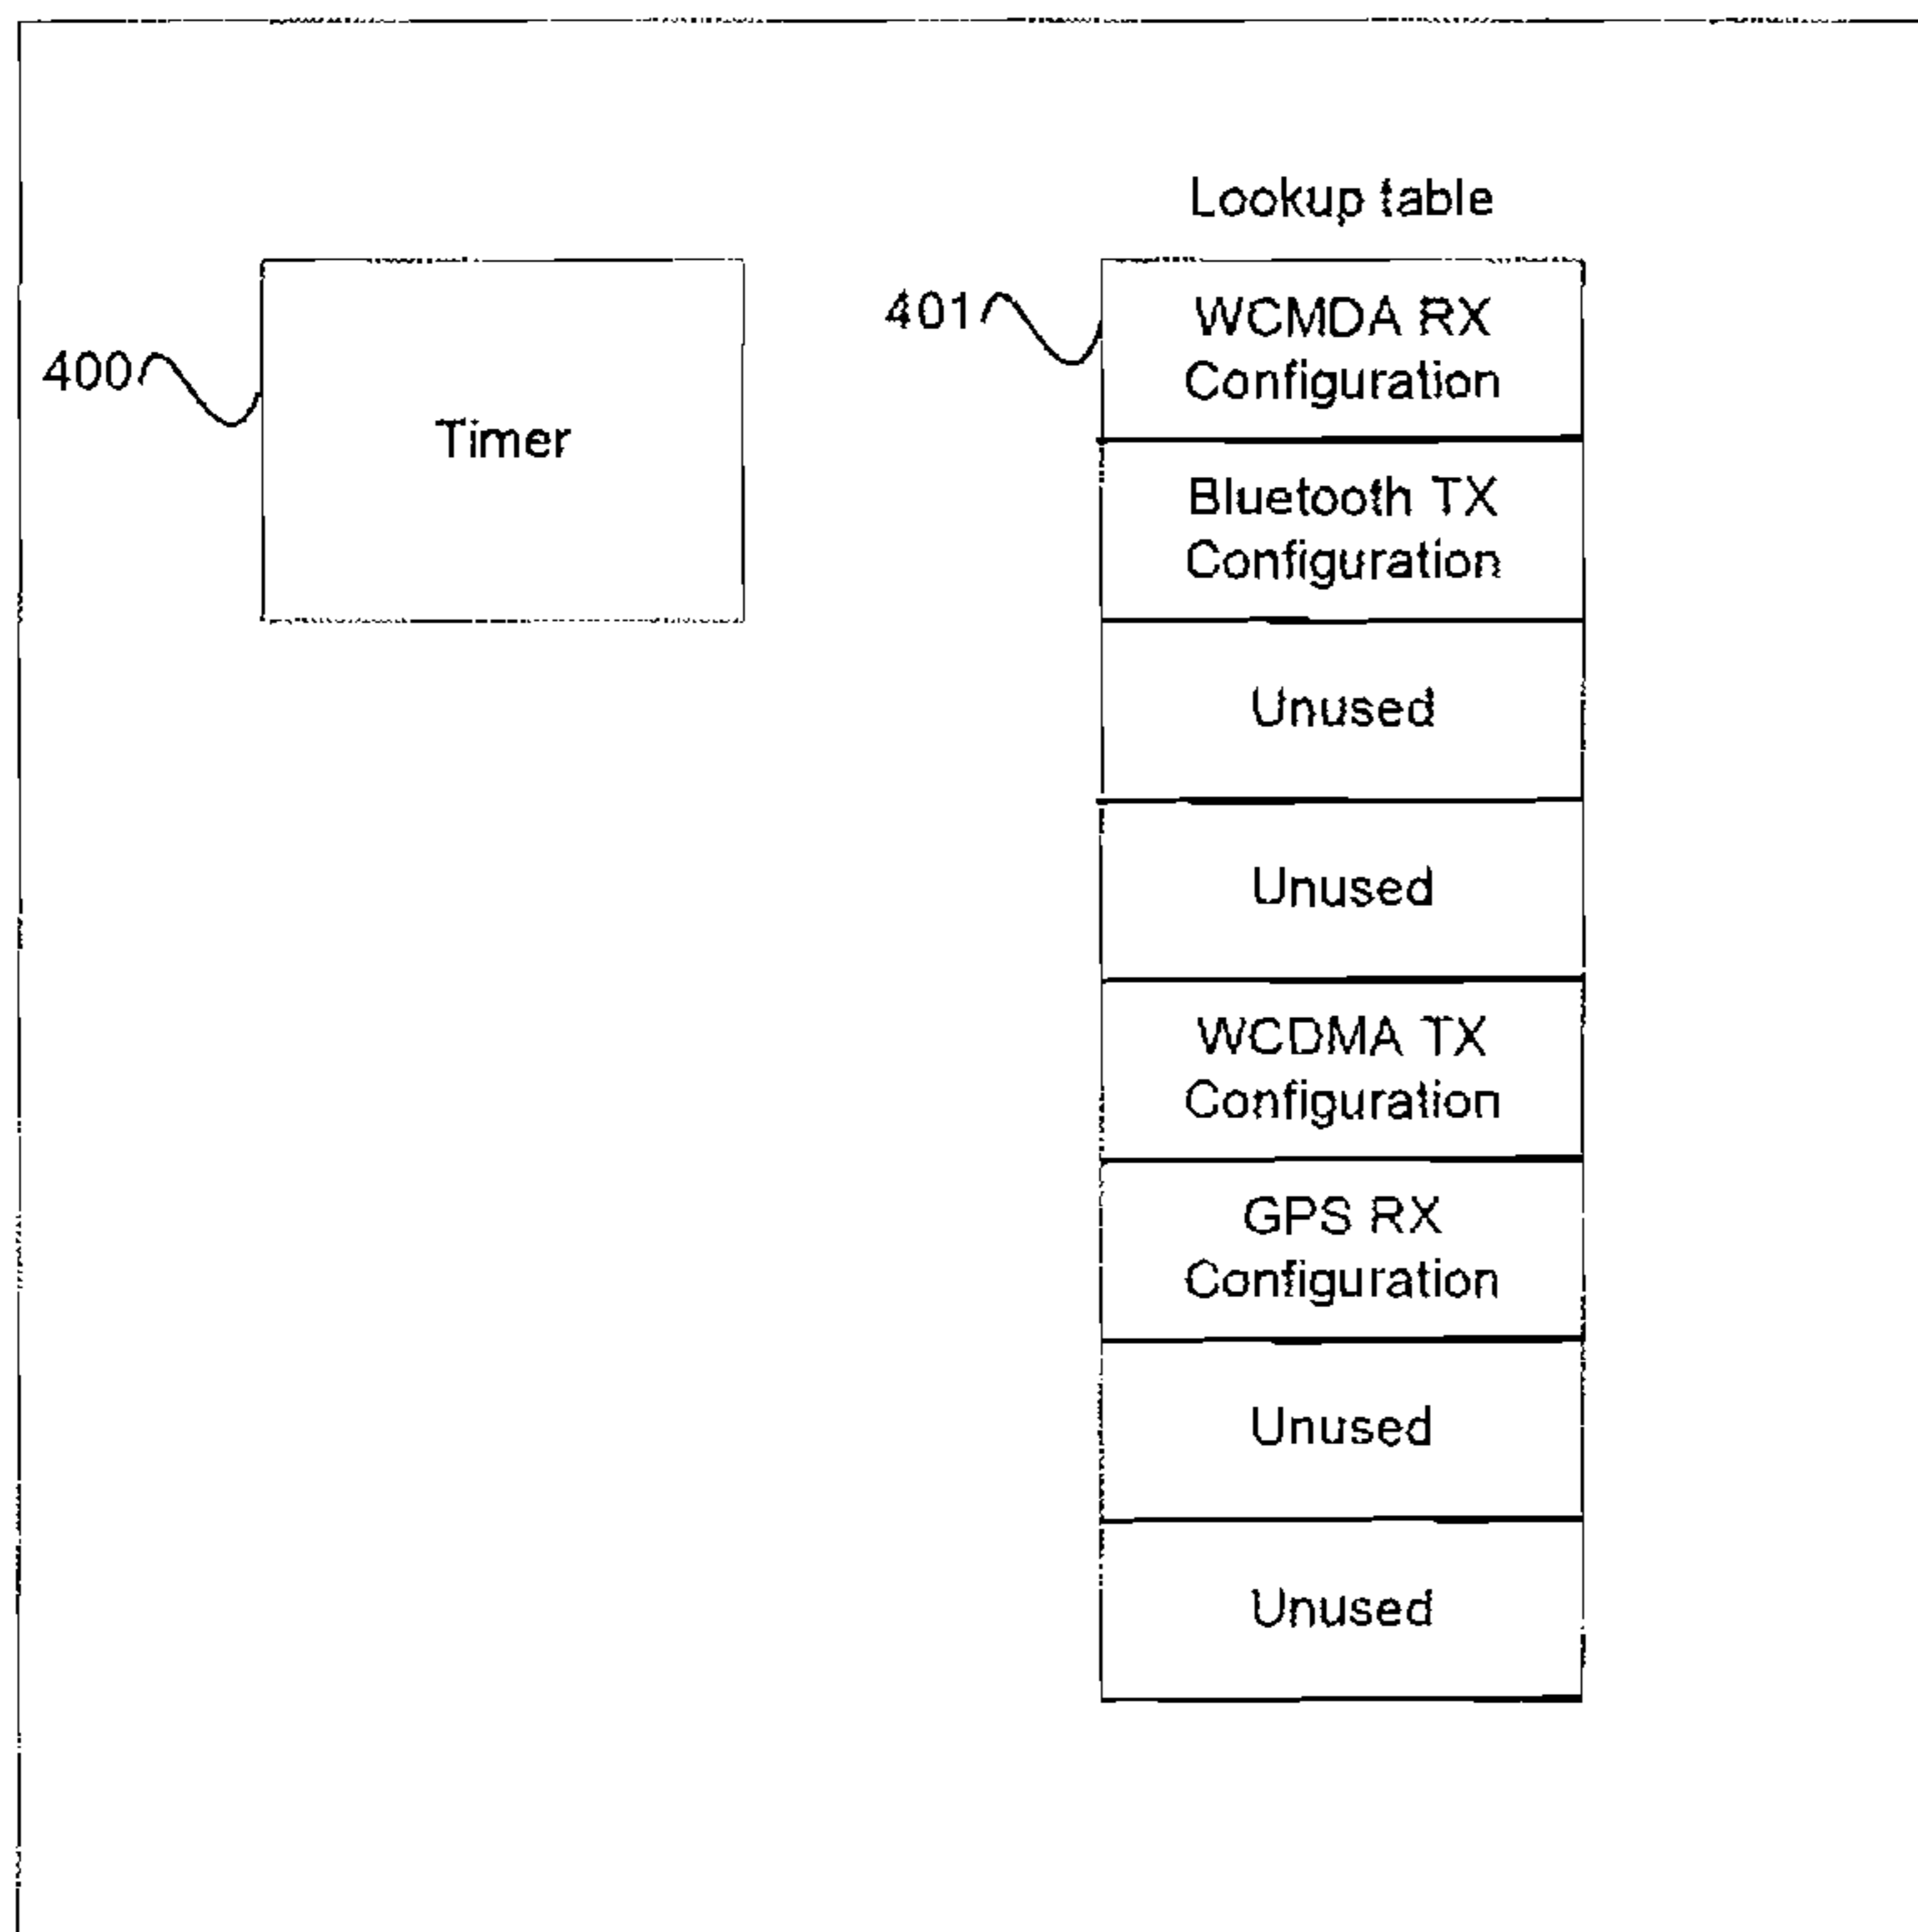 Lookup table
401
WCMDA RX
Configuration
400
Timer
Bluetooth TX
Configuration
Unused
Unused
WCDMA TX
Configuration
GPS RX
Configuration
Unused
Unused